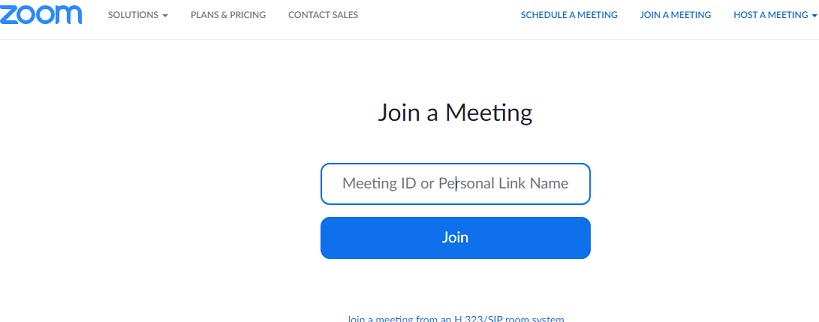 zoom SOLUTIONS PLANS & PRICING CONTACT SALES SCHEDULE A MEETING JOIN A MEETING HOST A MEETING
Join a Meeting
Meeting ID or Personal Link Name
Join
Join a meeting from an H.323/SIP room system